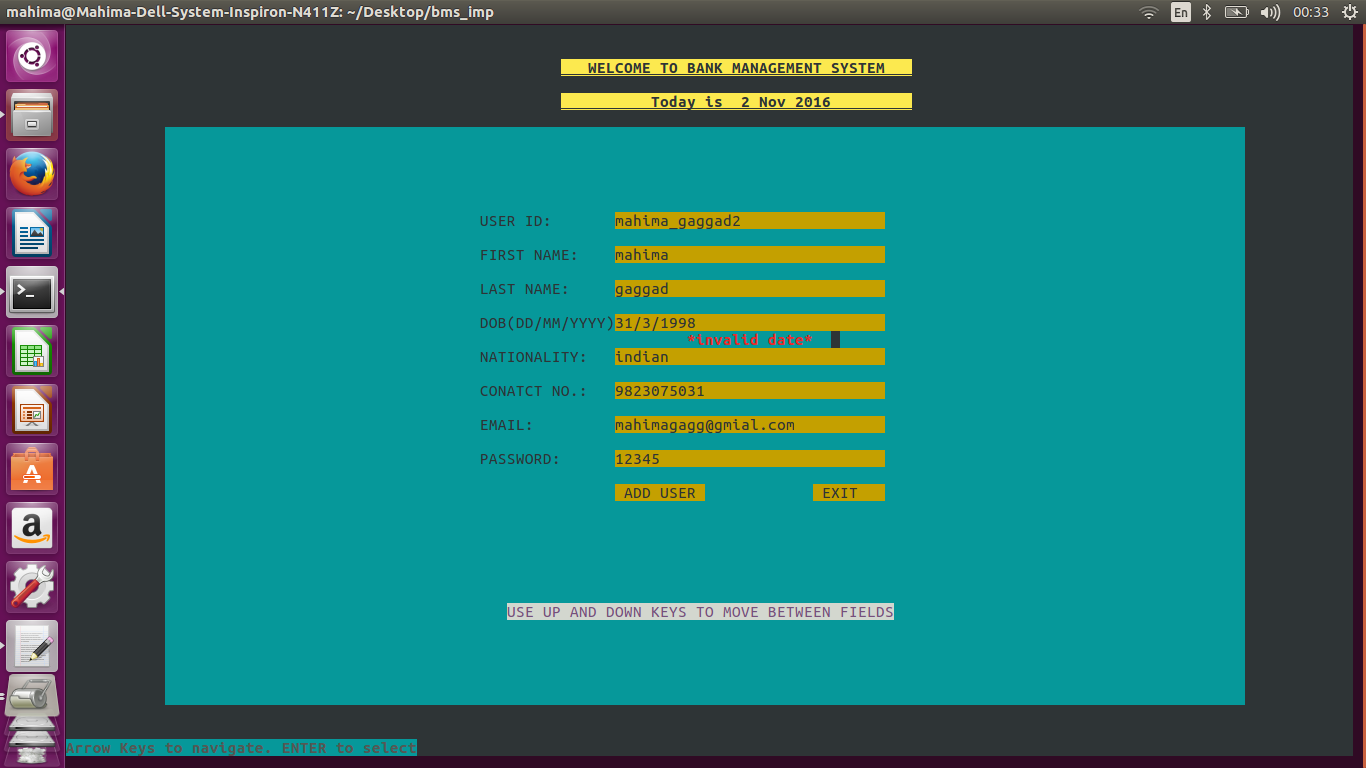 mahima@Mahima-Dell-System-Inspiron-N411Z: ~/Desktop/bms_imp
En
00:33
WELCOME TO BANK MANAGEMENT SYSTEM
Today is  2 Nov 2016
USER ID: mahima_gaggad2
FIRST NAME: mahima
LAST NAME: gaggad
DOB(DD/MM/YYYY) 31/3/1998
*invalid date*
NATIONALITY: indian
CONATCT NO.: 9823075031
EMAIL: mahimagagg@gmial.com
PASSWORD: 12345
ADD USER EXIT
USE UP AND DOWN KEYS TO MOVE BETWEEN FIELDS
Arrow Keys to navigate. ENTER to select